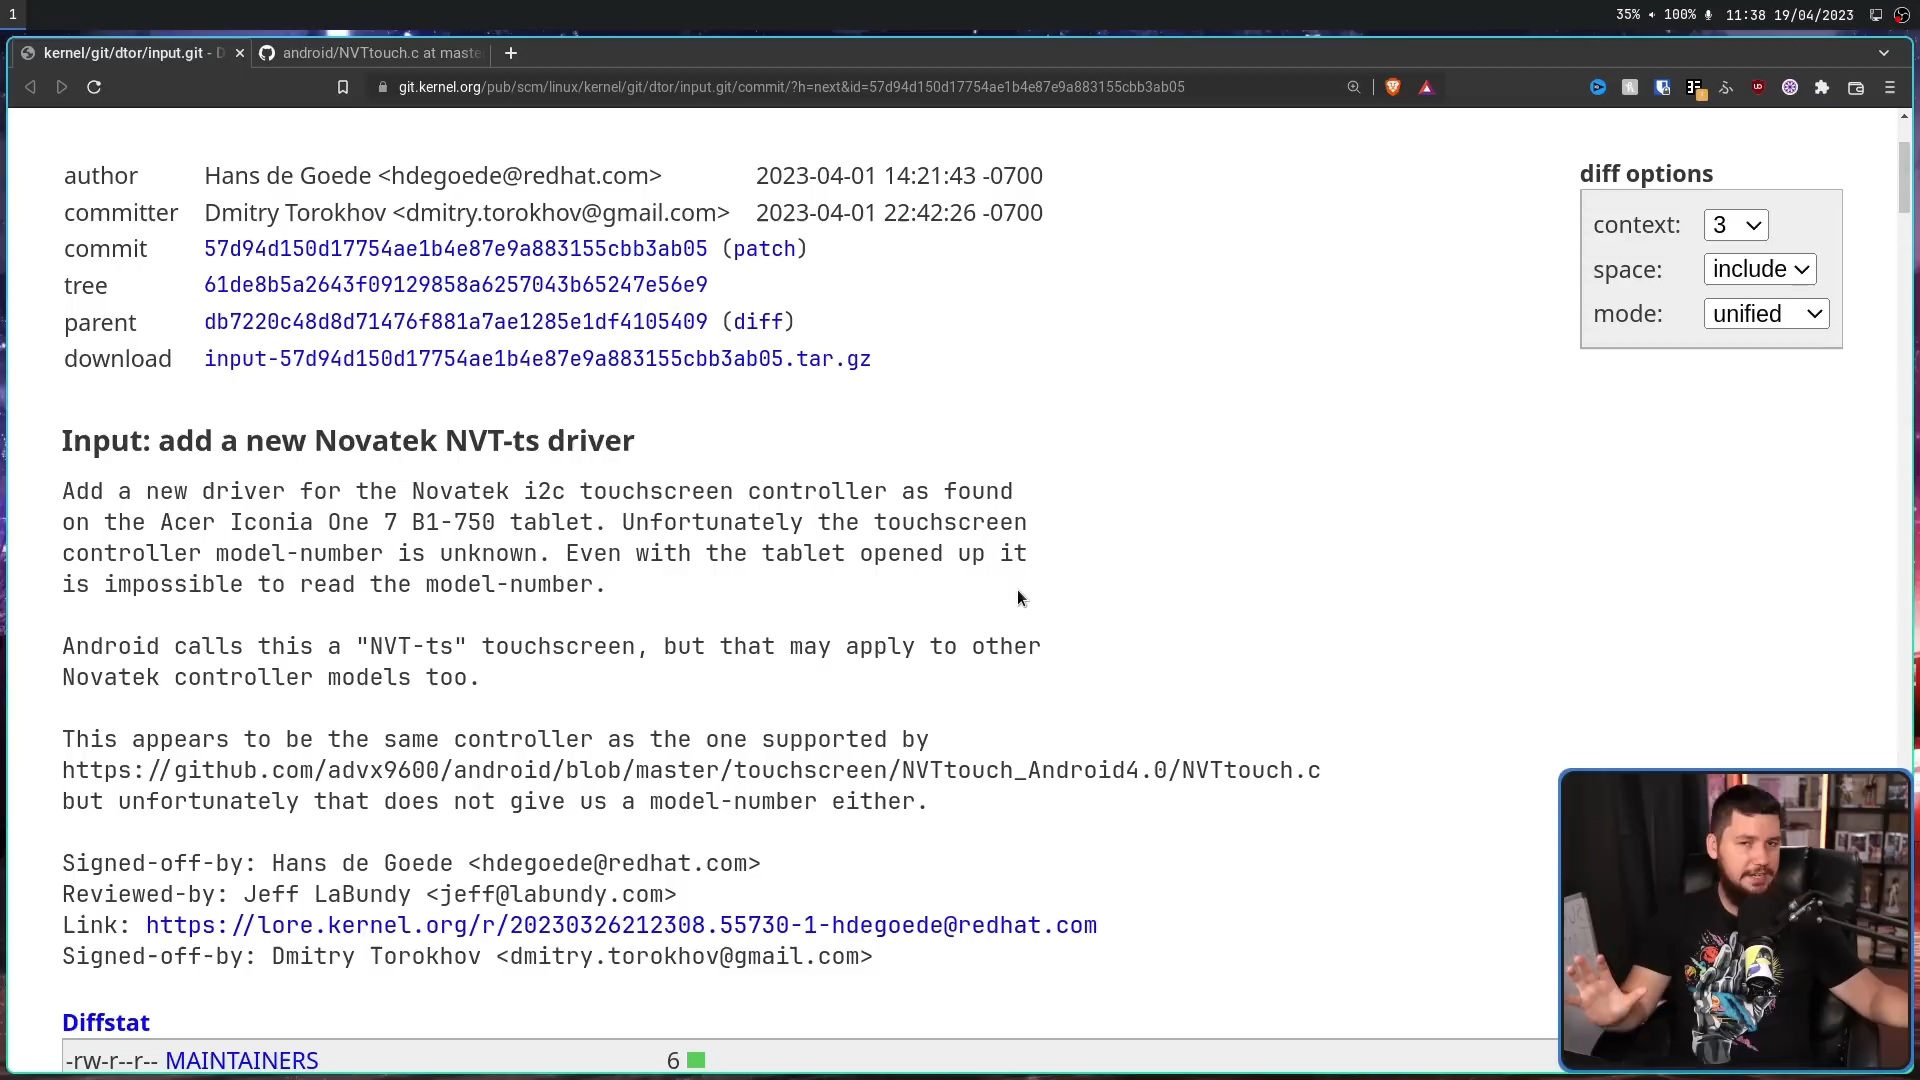 1
35% 100% 11:38 19/04/2023
kernel/git/dtor/input.git - D
android/NVTtouch.c at maste
git.kernel.org/pub/scm/linux/kernel/git/dtor/input.git/commit/?h=next&id=57d94d150d17754ae1b4e87e9a883155cbb3ab05
author Hans de Goede <hdegoede@redhat.com> 2023-04-01 14:21:43 -0700
committer Dmitry Torokhov <dmitry.torokhov@gmail.com> 2023-04-01 22:42:26 -0700
commit 57d94d150d17754ae1b4e87e9a883155cbb3ab05 (patch)
tree 61de8b5a2643f09129858a6257043b65247e56e9
parent db7220c48d8d71476f881a7ae1285e1df4105409 (diff)
download input-57d94d150d17754ae1b4e87e9a883155cbb3ab05.tar.gz
diff options
context: 3
space: include
mode: unified
Input: add a new Novatek NVT-ts driver
Add a new driver for the Novatek i2c touchscreen controller as found
on the Acer Iconia One 7 B1-750 tablet. Unfortunately the touchscreen
controller model-number is unknown. Even with the tablet opened up it
is impossible to read the model-number.
Android calls this a "NVT-ts" touchscreen, but that may apply to other
Novatek controller models too.
This appears to be the same controller as the one supported by
https://github.com/advx9600/android/blob/master/touchscreen/NVTtouch_Android4.0/NVTtouch.c
but unfortunately that does not give us a model-number either.
Signed-off-by: Hans de Goede <hdegoede@redhat.com>
Reviewed-by: Jeff LaBundy <jeff@labundy.com>
Link: https://lore.kernel.org/r/20230326212308.55730-1-hdegoede@redhat.com
Signed-off-by: Dmitry Torokhov <dmitry.torokhov@gmail.com>
Diffstat
-rw-r--r-- MAINTAINERS 6